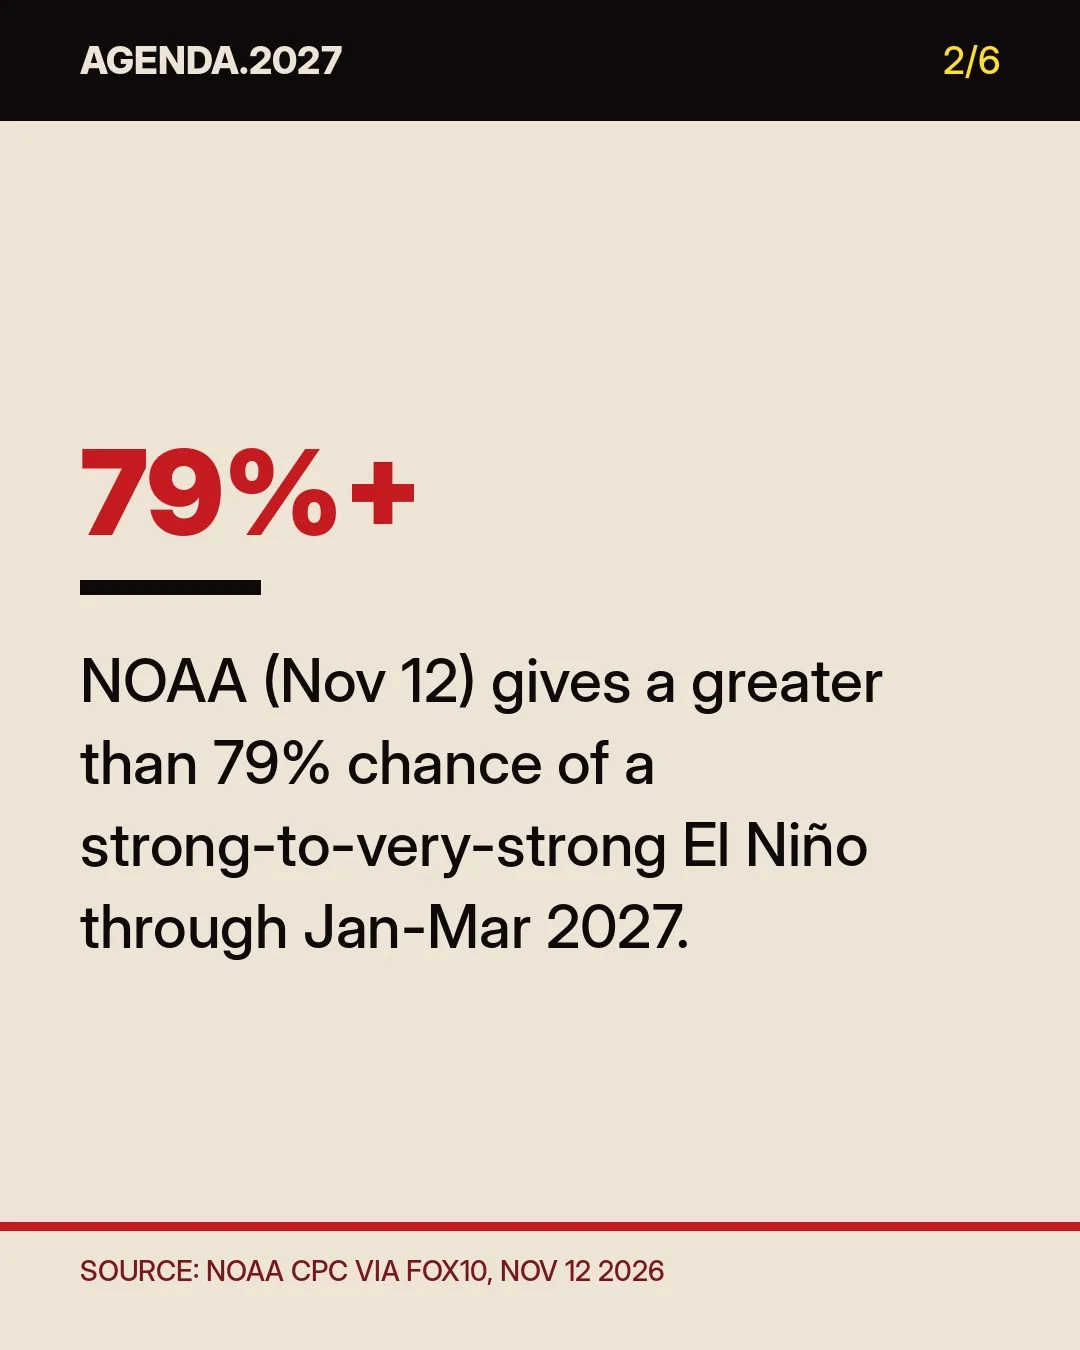 AGENDA.2027
2/6
79%+
NOAA (Nov 12) gives a greater
than 79% chance of a
strong-to-very-strong El Niño
through Jan-Mar 2027.
SOURCE: NOAA CPC VIA FOX10, NOV 12 2026